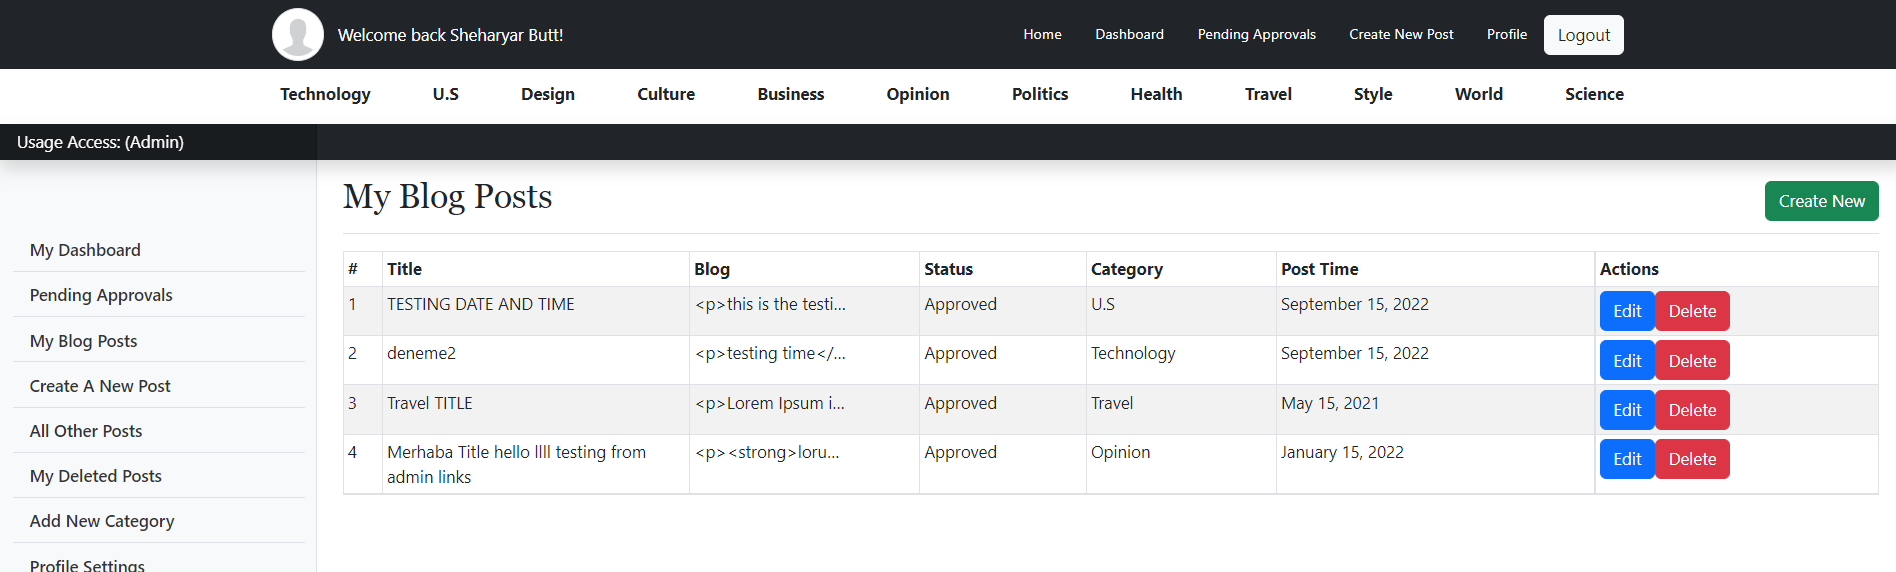 Welcome back Sheharyar Butt!
Home Dashboard Pending Approvals Create New Post Profile Logout
Technology U.S Design Culture Business Opinion Politics Health Travel Style World Science
Usage Access: (Admin)
My Dashboard
Pending Approvals
My Blog Posts
Create A New Post
All Other Posts
My Deleted Posts
Add New Category
Profile Settings
My Blog Posts
Create New
# Title Blog Status Category Post Time Actions
1 TESTING DATE AND TIME <p>this is the testi... Approved U.S September 15, 2022 Edit Delete
2 deneme2 <p>testing time</... Approved Technology September 15, 2022 Edit Delete
3 Travel TITLE <p>Lorem Ipsum i... Approved Travel May 15, 2021 Edit Delete
4 Merhaba Title hello llll testing from <p><strong>loru... Approved Opinion January 15, 2022 Edit Delete
admin links